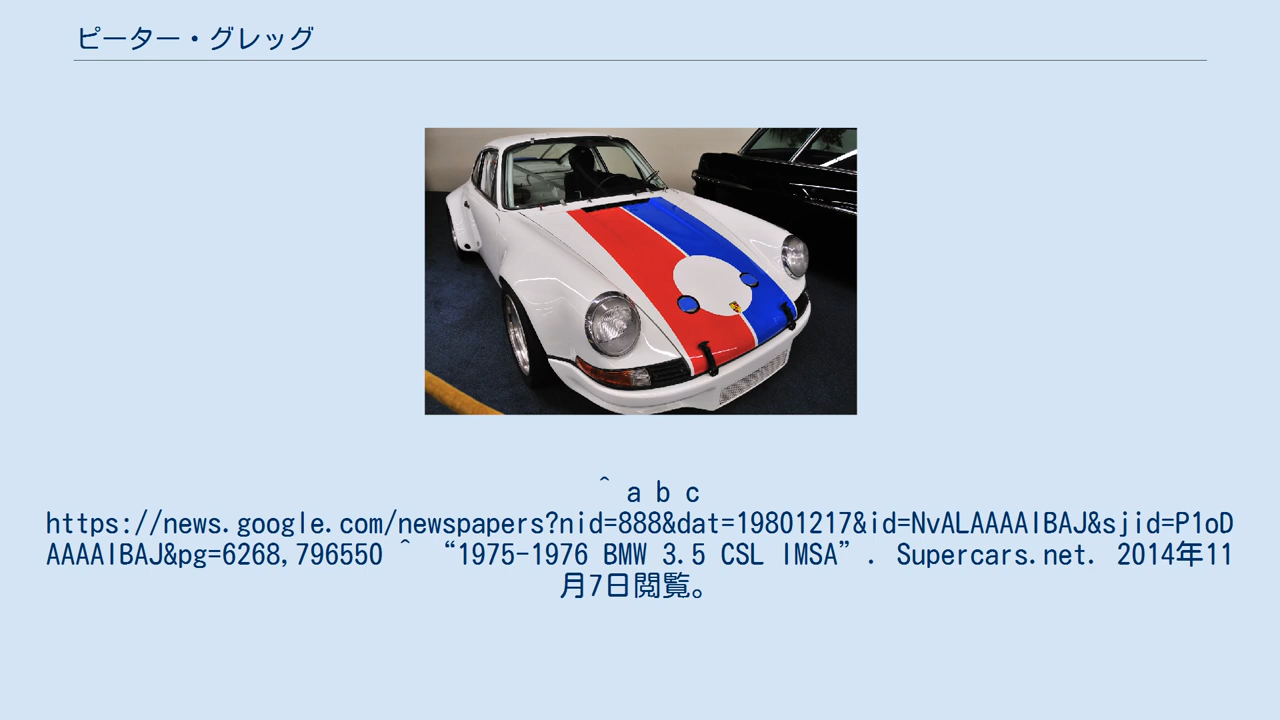 ピーター・グレッグ
^ a b c
https://news.google.com/newspapers?nid=888&dat=19801217&id=NvALAAAAIBAJ&sjid=P1oD
AAAAIBAJ&pg=6268,796550 ^ “1975-1976 BMW 3.5 CSL IMSA”. Supercars.net. 2014年11
月7日閲覧。